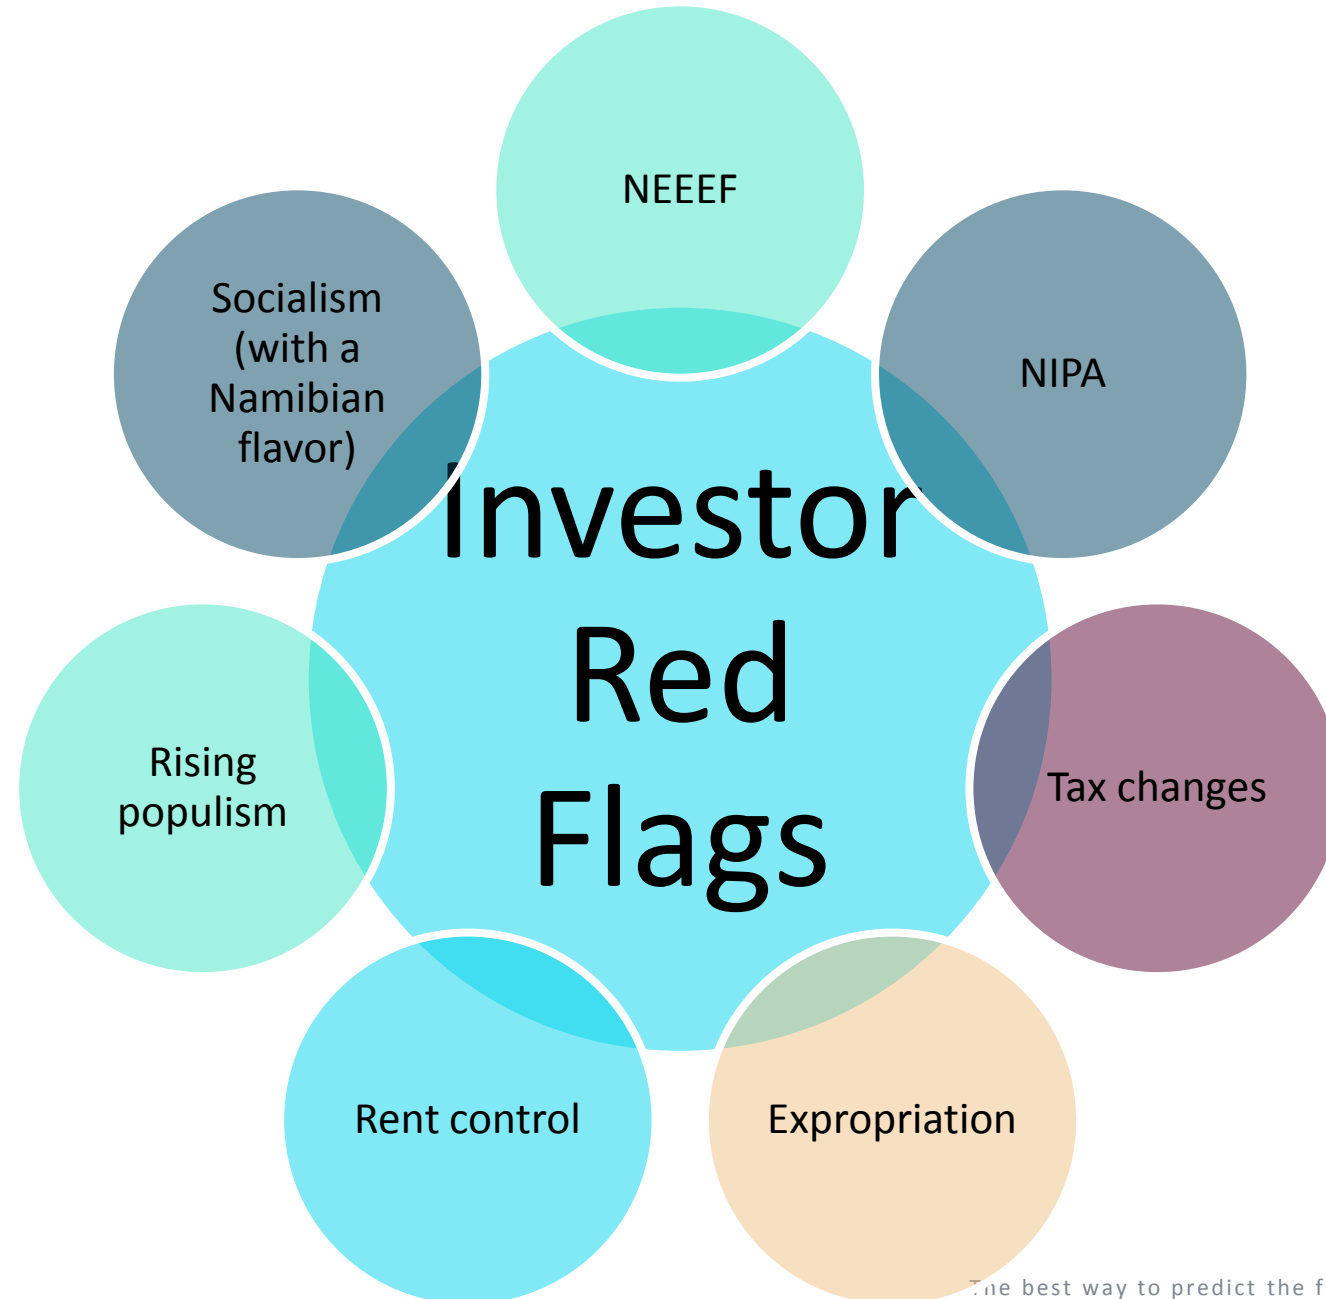 NEEEF
NIPA
Tax changes
Expropriation
Rent control
Rising
populism
Socialism
(with a
Namibian
flavor)
Investor
Red
Flags
The best way to predict the f